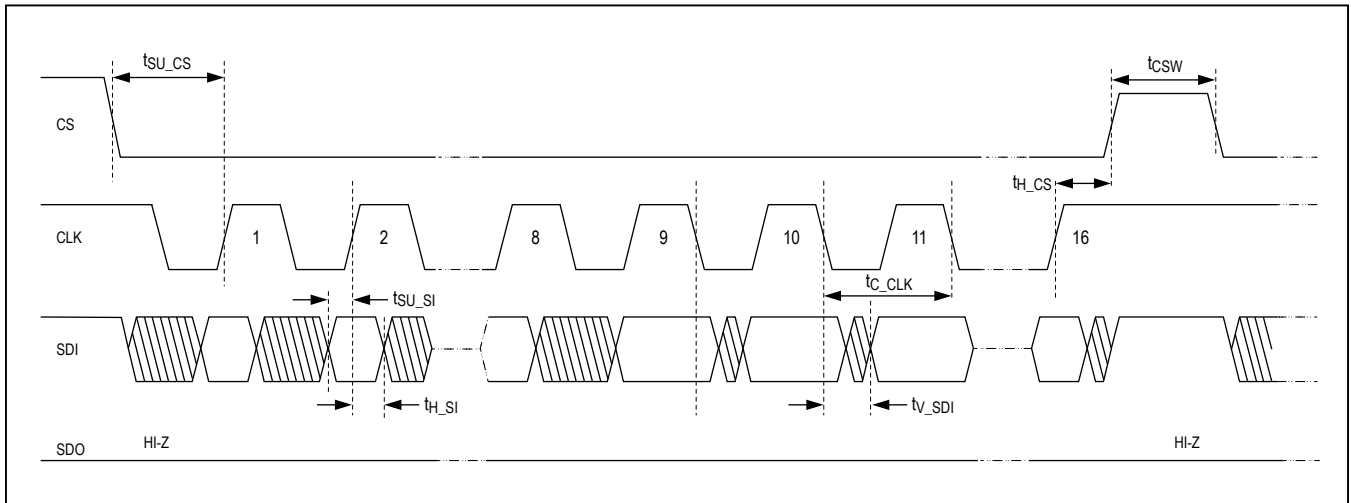 tSU_CS
tCSW
CS
tH_CS
CLK
1
2
8
9
10
11
16
tC_CLK
tSU_SI
SDI
tH_SI
tV_SDI
HI-Z
HI-Z
SDO